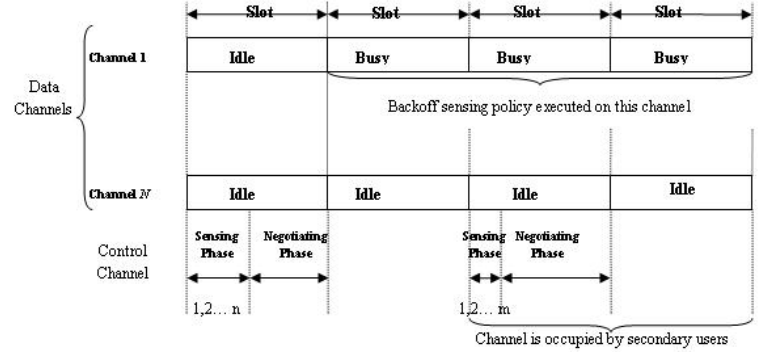 Slot Slot Slot Slot
Channel 1 Idle Busy Busy Busy
Data
Channels
Backoff sensing policy executed on this channel
Channel N Idle Idle Idle Idle
Control
Channel
Sensing
Phase
Negotiating
Phase
Sensing
Phase
Negotiating
Phase
1,2... n 1,2... m
Channel is occupied by secondary users